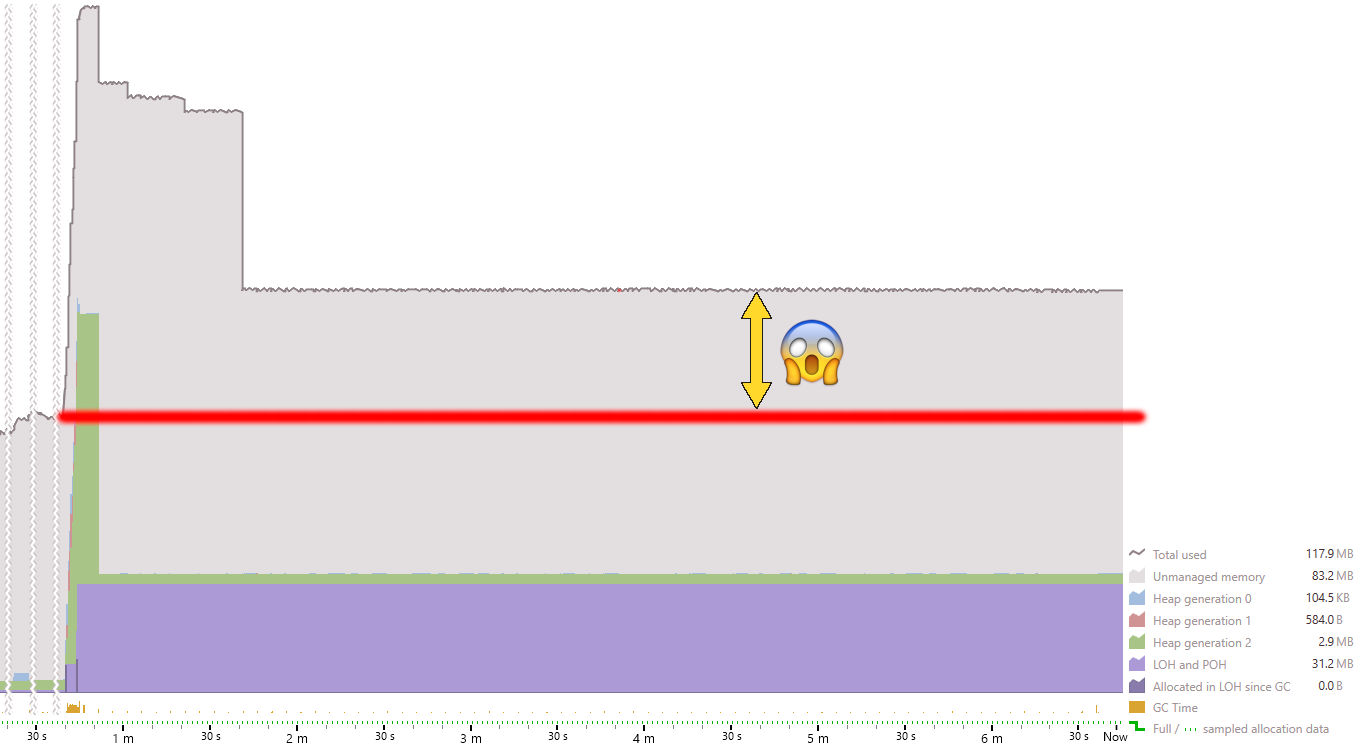 Total used 117.9 MB
Unmanaged memory 83.2 MB
Heap generation 0 104.5 KB
Heap generation 1 584.0 B
Heap generation 2 2.9 MB
LOH and POH 31.2 MB
Allocated in LOH since GC 0.0 B
GC Time
Full / sampled allocation data
30 s 1 m 30 s 2 m 30 s 3 m 30 s 4 m 30 s 5 m 30 s 6 m 30 s Now